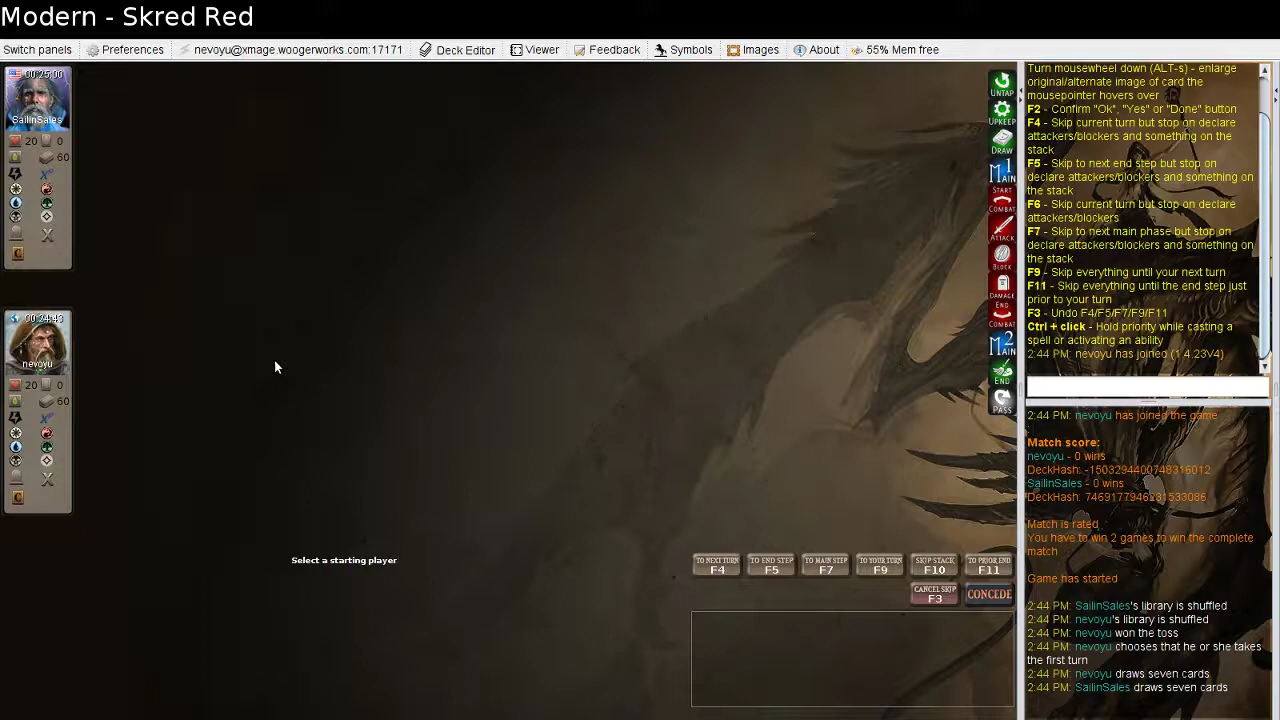 Modern - Skred Red
Switch panels Preferences nevoyu@xmage.woogerworks.com:17171 Deck Editor Viewer Feedback Symbols Images About 55% Mem free
00:25:00
SailinSales
20 0
60
00:24:43
nevoyu
20 0
60
UNTAP
UPKEEP
DRAW
1 MAIN
START COMBAT
ATTACK
BLOCK
DAMAGE
END COMBAT
2 MAIN
END
PASS
Select a starting player
TO NEXT TURN TO END STEP TO MAIN STEP TO YOUR TURN SKIP STACK TO PRIOR END
F4 F5 F7 F9 F10 F11
CANCEL SKIP
F3 CONCEDE
Turn mousewheel down (ALT-s) - enlarge
original/alternate image of card the
mousepointer hovers over
F2 - Confirm "Ok", "Yes" or "Done" button
F4 - Skip current turn but stop on declare
attackers/blockers and something on the
stack
F5 - Skip to next end step but stop on
declare attackers/blockers and something on
the stack
F6 - Skip current turn but stop on declare
attackers/blockers
F7 - Skip to next main phase but stop on
declare attackers/blockers and something on
the stack
F9 - Skip everything until your next turn
F11 - Skip everything until the end step just
prior to your turn
F3 - Undo F4/F5/F7/F9/F11
Ctrl + click - Hold priority while casting a
spell or activating an ability
2:44 PM: nevoyu has joined (1.4.23V4)
2:44 PM: nevoyu has joined the game
Match score:
nevoyu - 0 wins
DeckHash: -1503294400748316012
SailinSales - 0 wins
DeckHash: 7469177946231533086
Match is rated
You have to win 2 games to win the complete
match
Game has started
2:44 PM: SailinSales's library is shuffled
2:44 PM: nevoyu's library is shuffled
2:44 PM: nevoyu won the toss
2:44 PM: nevoyu chooses that he or she takes
the first turn
2:44 PM: nevoyu draws seven cards
2:44 PM: SailinSales draws seven cards